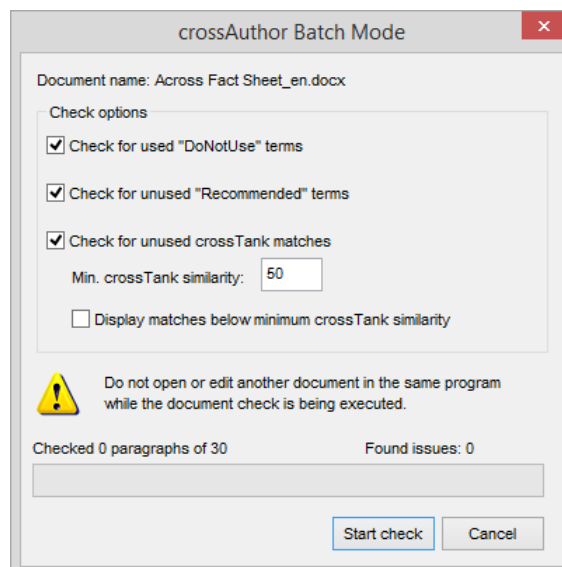 crossAuthor Batch Mode
Document name: Across Fact Sheet_en.docx
Check options
Check for used "DoNotUse" terms
Check for unused "Recommended" terms
Check for unused crossTank matches
Min. crossTank similarity: 50
Display matches below minimum crossTank similarity
Do not open or edit another document in the same program
while the document check is being executed.
Checked 0 paragraphs of 30 Found issues: 0
Start check Cancel